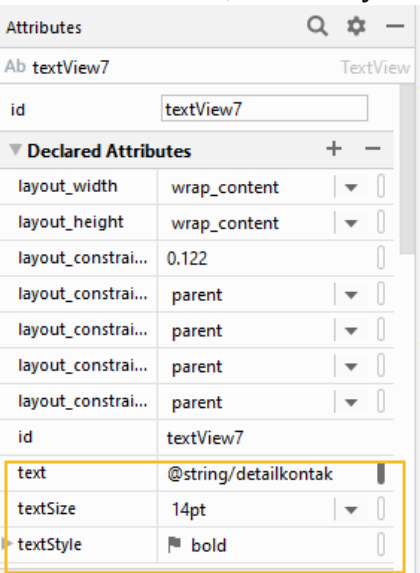 Attributes
Ab textView7 TextView
id textView7
Declared Attributes
layout_width wrap_content
layout_height wrap_content
layout_constrai... 0.122
layout_constrai... parent
layout_constrai... parent
layout_constrai... parent
layout_constrai... parent
id textView7
text @string/detailkontak
textSize 14pt
textStyle bold